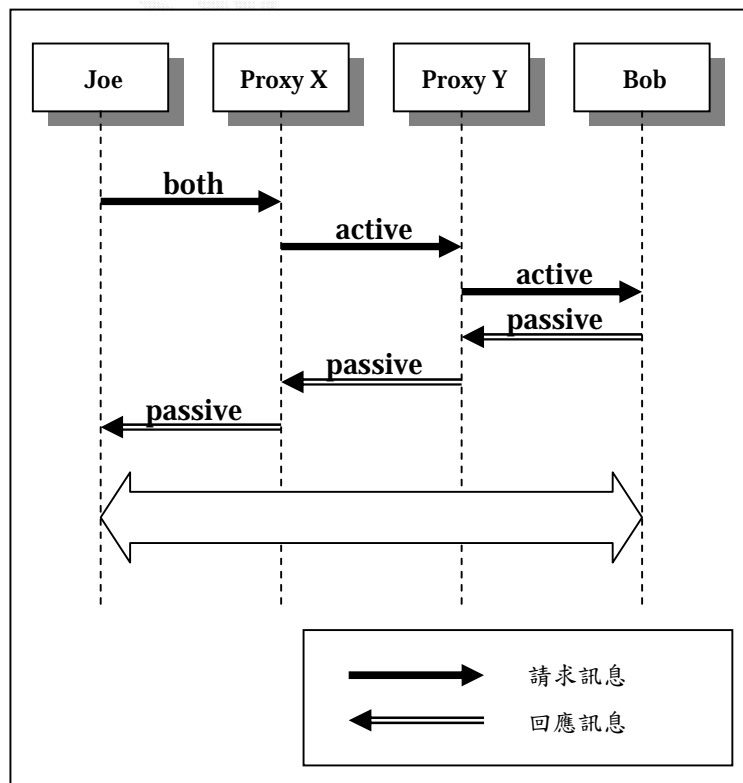 Joe Proxy X Proxy Y Bob
both
active
active
passive
passive
passive
請求訊息
回應訊息